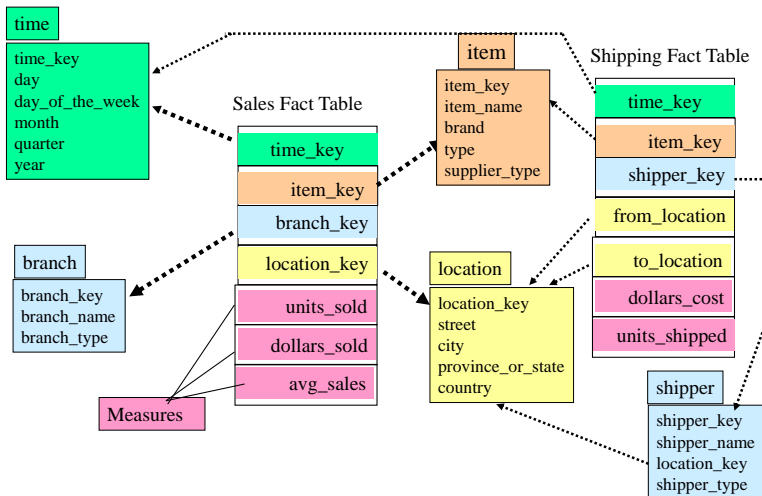 time
time_key
day
day_of_the_week
month
quarter
year
Sales Fact Table
time_key
item_key
branch_key
location_key
units_sold
dollars_sold
avg_sales
Measures
branch
branch_key
branch_name
branch_type
item
item_key
item_name
brand
type
supplier_type
location
location_key
street
city
province_or_state
country
Shipping Fact Table
time_key
item_key
shipper_key
from_location
to_location
dollars_cost
units_shipped
shipper
shipper_key
shipper_name
location_key
shipper_type